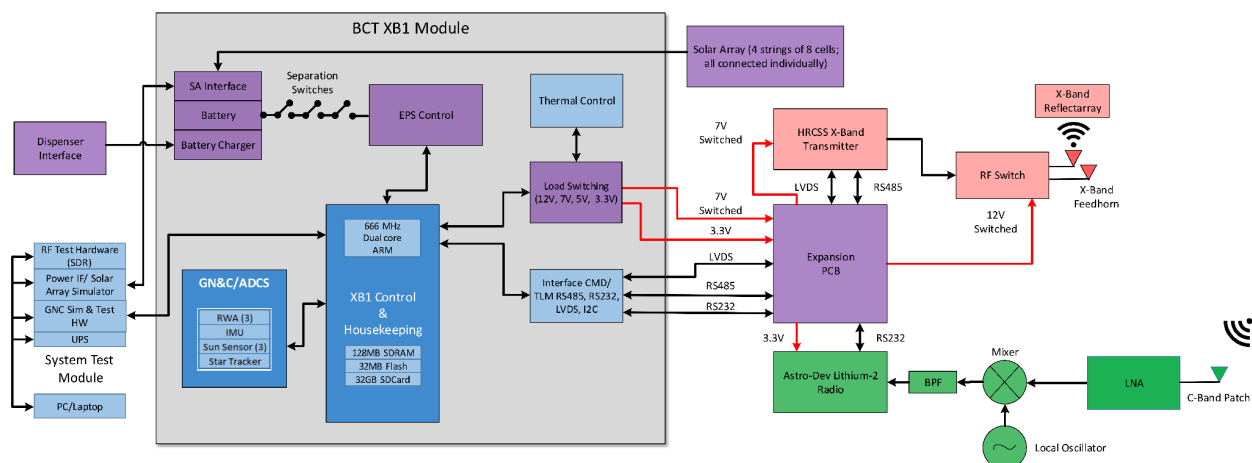 BCT XB1 Module
Solar Array (4 strings of 8 cells;
all connected individually)
SA Interface
Battery
Battery Charger
Separation
Switches
EPS Control
Thermal Control
Dispenser
Interface
Load Switching
(12V, 7V, 5V, 3.3V)
7V
Switched
HRCSS X-Band
Transmitter
X-Band
Reflectarray
RF Switch
X-Band
Feedhorn
LVDS
RS485
7V
Switched
12V
Switched
3.3V
666 MHz
Dual core
ARM
XB1 Control
&
Housekeeping
128MB SDRAM
32MB Flash
32GB SDCard
RF Test Hardware
(SDR)
Power IF/ Solar
Array Simulator
GNC Sim & Test
HW
UPS
System Test
Module
PC/Laptop
GN&C/ADCS
RWA (3)
IMU
Sun Sensor (3)
Star Tracker
Interface CMD/
TLM RS485, RS232,
LVDS, I2C
LVDS
RS485
RS232
Expansion
PCB
3.3V
RS232
Astro-Dev Lithium-2
Radio
BPF
Mixer
Local Oscillator
LNA
C-Band Patch